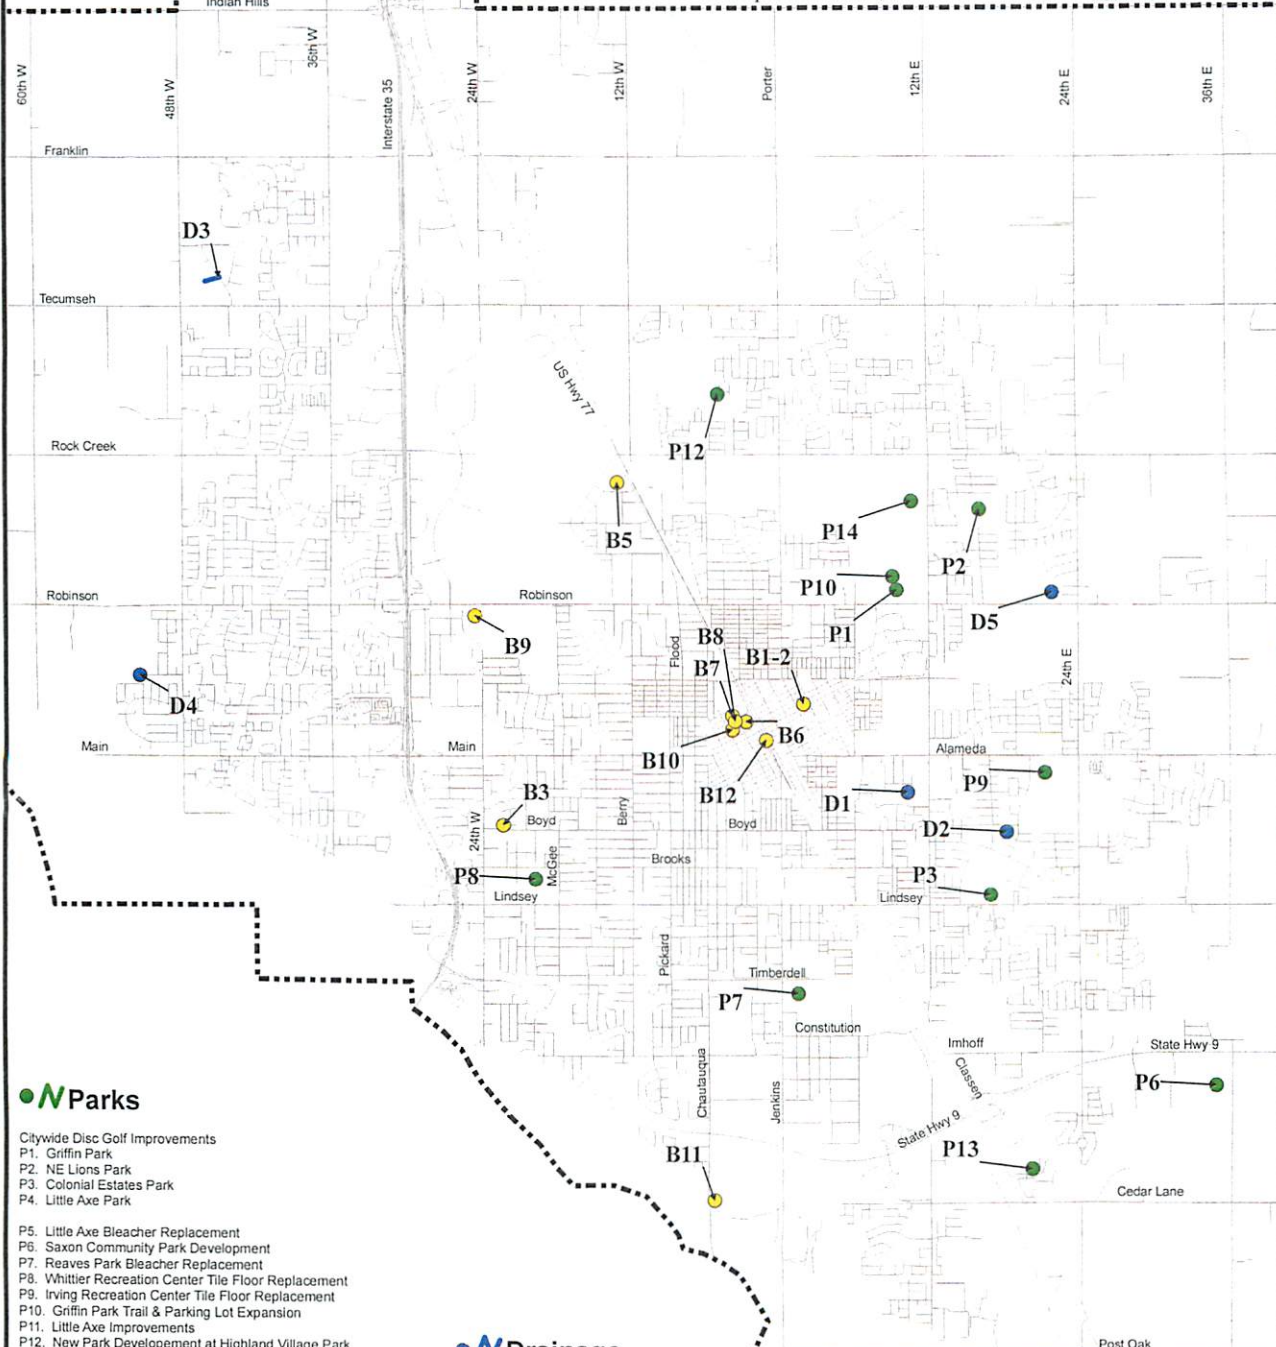 Indian Hills
60th W
48th W
36th W
Interstate 35
24th W
12th W
Porter
12th E
24th E
36th E
Franklin
D3
Tecumseh
US Hwy 77
P12
Rock Creek
B5
P14
P2
P10
Robinson
Robinson
P1
D5
B9
Flood
B8
B7
B1-2
24th E
D4
Main
Main
B10
B6
Alameda
P9
B3
B12
D1
24th W
Boyd
Berry
Boyd
D2
McGee
Brooks
P8
P3
Lindsey
Lindsey
Pickard
Timberdell
P7
Constitution
Imhoff
State Hwy 9
Chautauqua
Jenkins
Classen
P6
State Hwy 9
B11
P13
Cedar Lane
Parks
Citywide Disc Golf Improvements
P1. Griffin Park
P2. NE Lions Park
P3. Colonial Estates Park
P4. Little Axe Park
P5. Little Axe Bleacher Replacement
P6. Saxon Community Park Development
P7. Reaves Park Bleacher Replacement
P8. Whittier Recreation Center Tile Floor Replacement
P9. Irving Recreation Center Tile Floor Replacement
P10. Griffin Park Trail & Parking Lot Expansion
P11. Little Axe Improvements
P12. New Park Developement at Highland Village Park
Drainage
Post Oak